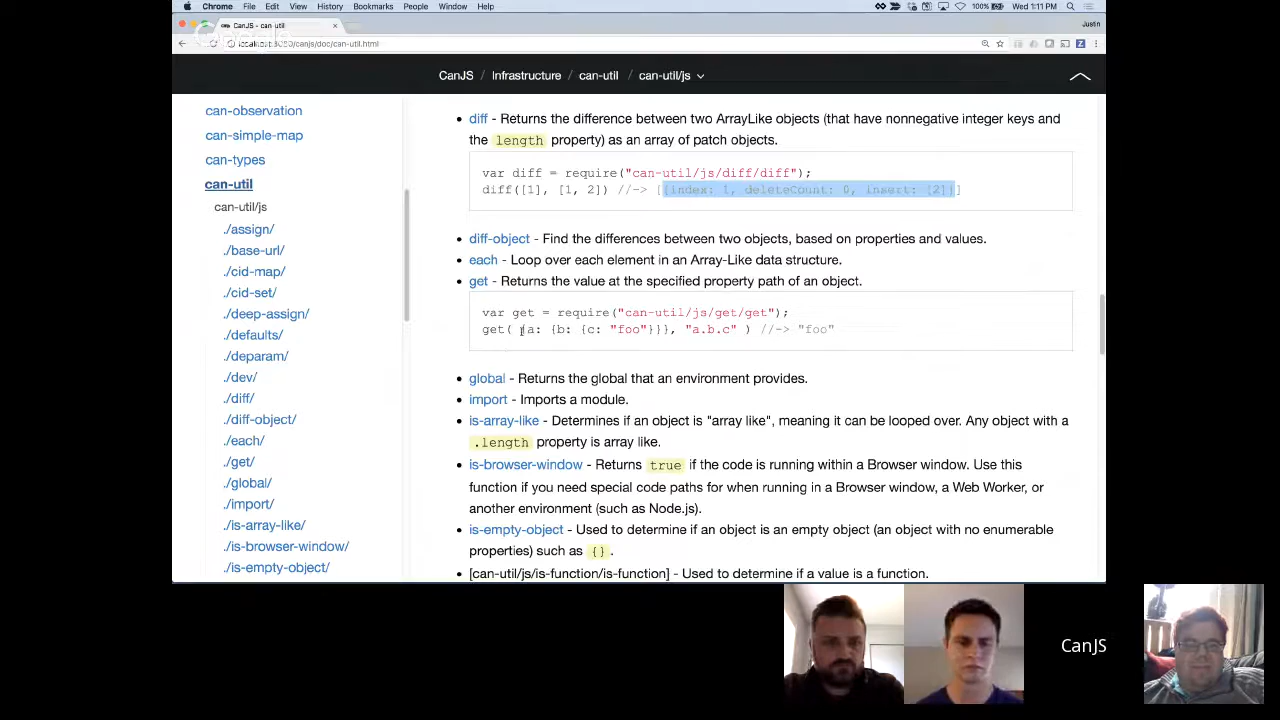 Chrome File Edit View History Bookmarks People Window Help 100% Wed 1:11 PM
CanJS - can-util × Justin
/canjs/doc/can-util.html
CanJS / Infrastructure / can-util / can-util/js
can-observation
can-simple-map
can-types
can-util
can-util/js
./assign/
./base-url/
./cid-map/
./cid-set/
./deep-assign/
./defaults/
./deparam/
./dev/
./diff/
./diff-object/
./each/
./get/
./global/
./import/
./is-array-like/
./is-browser-window/
./is-empty-object/
• diff - Returns the difference between two ArrayLike objects (that have nonnegative integer keys and
the length property) as an array of patch objects.
var diff = require("can-util/js/diff/diff");
diff([1], [1, 2]) //-> [{index: 1, deleteCount: 0, insert: [2]}]
• diff-object - Find the differences between two objects, based on properties and values.
• each - Loop over each element in an Array-Like data structure.
• get - Returns the value at the specified property path of an object.
var get = require("can-util/js/get/get");
get( {a: {b: {c: "foo"}}}, "a.b.c" ) //-> "foo"
• global - Returns the global that an environment provides.
• import - Imports a module.
• is-array-like - Determines if an object is "array like", meaning it can be looped over. Any object with a
.length property is array like.
• is-browser-window - Returns true if the code is running within a Browser window. Use this
function if you need special code paths for when running in a Browser window, a Web Worker, or
another environment (such as Node.js).
• is-empty-object - Used to determine if an object is an empty object (an object with no enumerable
properties) such as {}.
• [can-util/js/is-function/is-function] - Used to determine if a value is a function.
CanJS